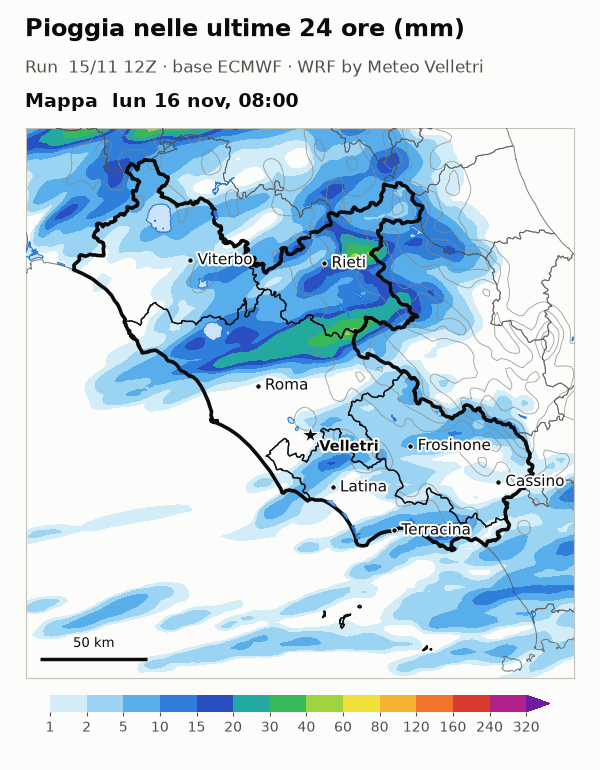 Pioggia nelle ultime 24 ore (mm)
Run  15/11 12Z · base ECMWF · WRF by Meteo Velletri
Mappa  lun 16 nov, 08:00
Viterbo
Rieti
Roma
Velletri
Frosinone
Latina
Cassino
Terracina
50 km
1 2 5 10 15 20 30 40 60 80 120 160 240 320